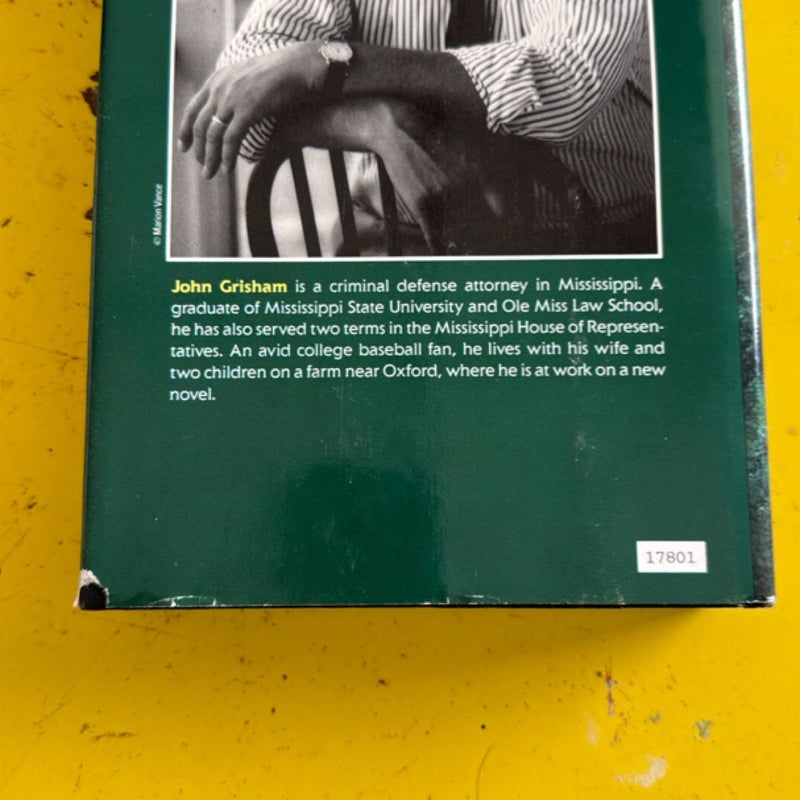 © Marion Vance
John Grisham is a criminal defense attorney in Mississippi. A
graduate of Mississippi State University and Ole Miss Law School,
he has also served two terms in the Mississippi House of Represen-
tatives. An avid college baseball fan, he lives with his wife and
two children on a farm near Oxford, where he is at work on a new
novel.
17801